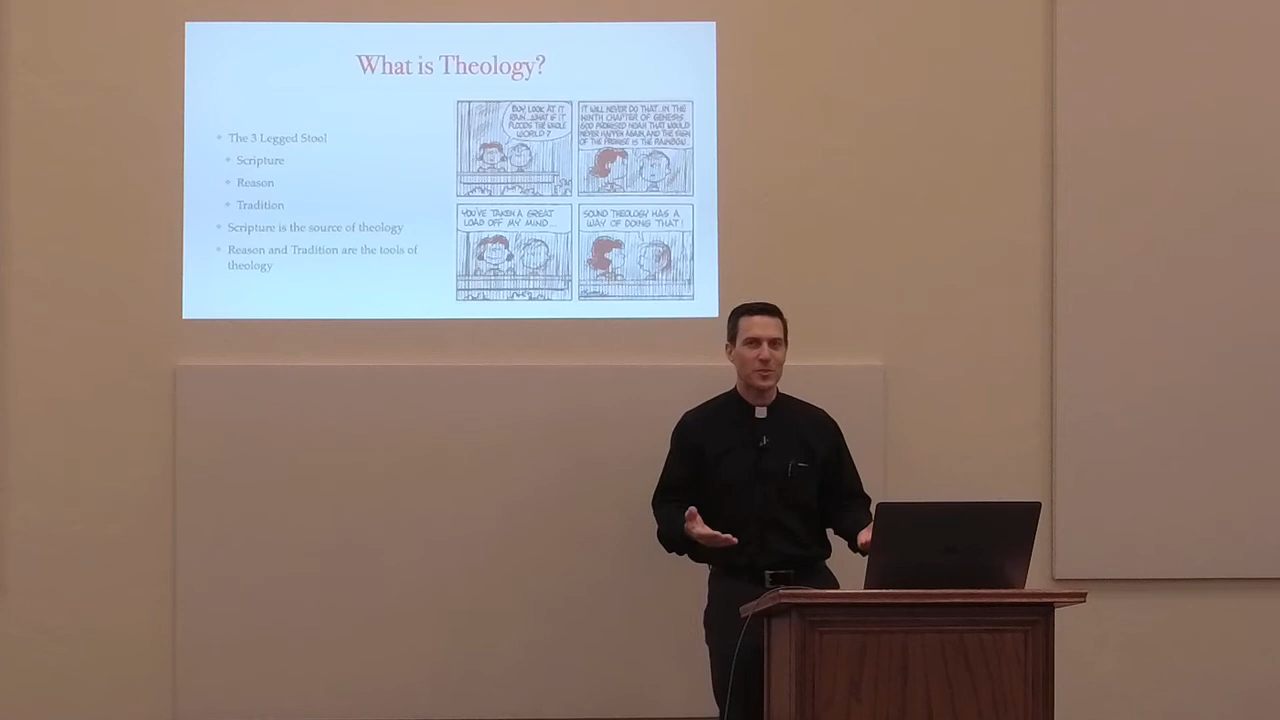 What is Theology?
The 3 Legged Stool
Scripture
Reason
Tradition
Scripture is the source of theology
Reason and Tradition are the tools of
theology
BOY, LOOK AT IT
RAIN...WHAT IF IT
FLOODS THE WHOLE
WORLD?
IT WILL NEVER DO THAT...IN THE
NINTH CHAPTER OF GENESIS,
GOD PROMISED NOAH THAT WOULD
NEVER HAPPEN AGAIN, AND THE SIGN
OF THE PROMISE IS THE RAINBOW...
YOU'VE TAKEN A GREAT
LOAD OFF MY MIND...
SOUND THEOLOGY HAS A
WAY OF DOING THAT!